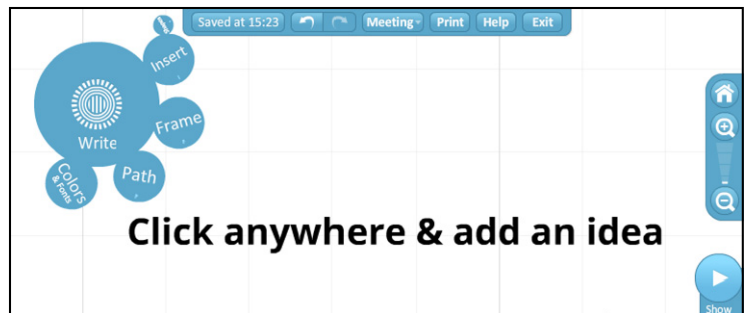 Saved at 15:23 Meeting Print Help Exit
Insert
Frame
Write
Path
Colors
& Fonts
Click anywhere & add an idea
Show